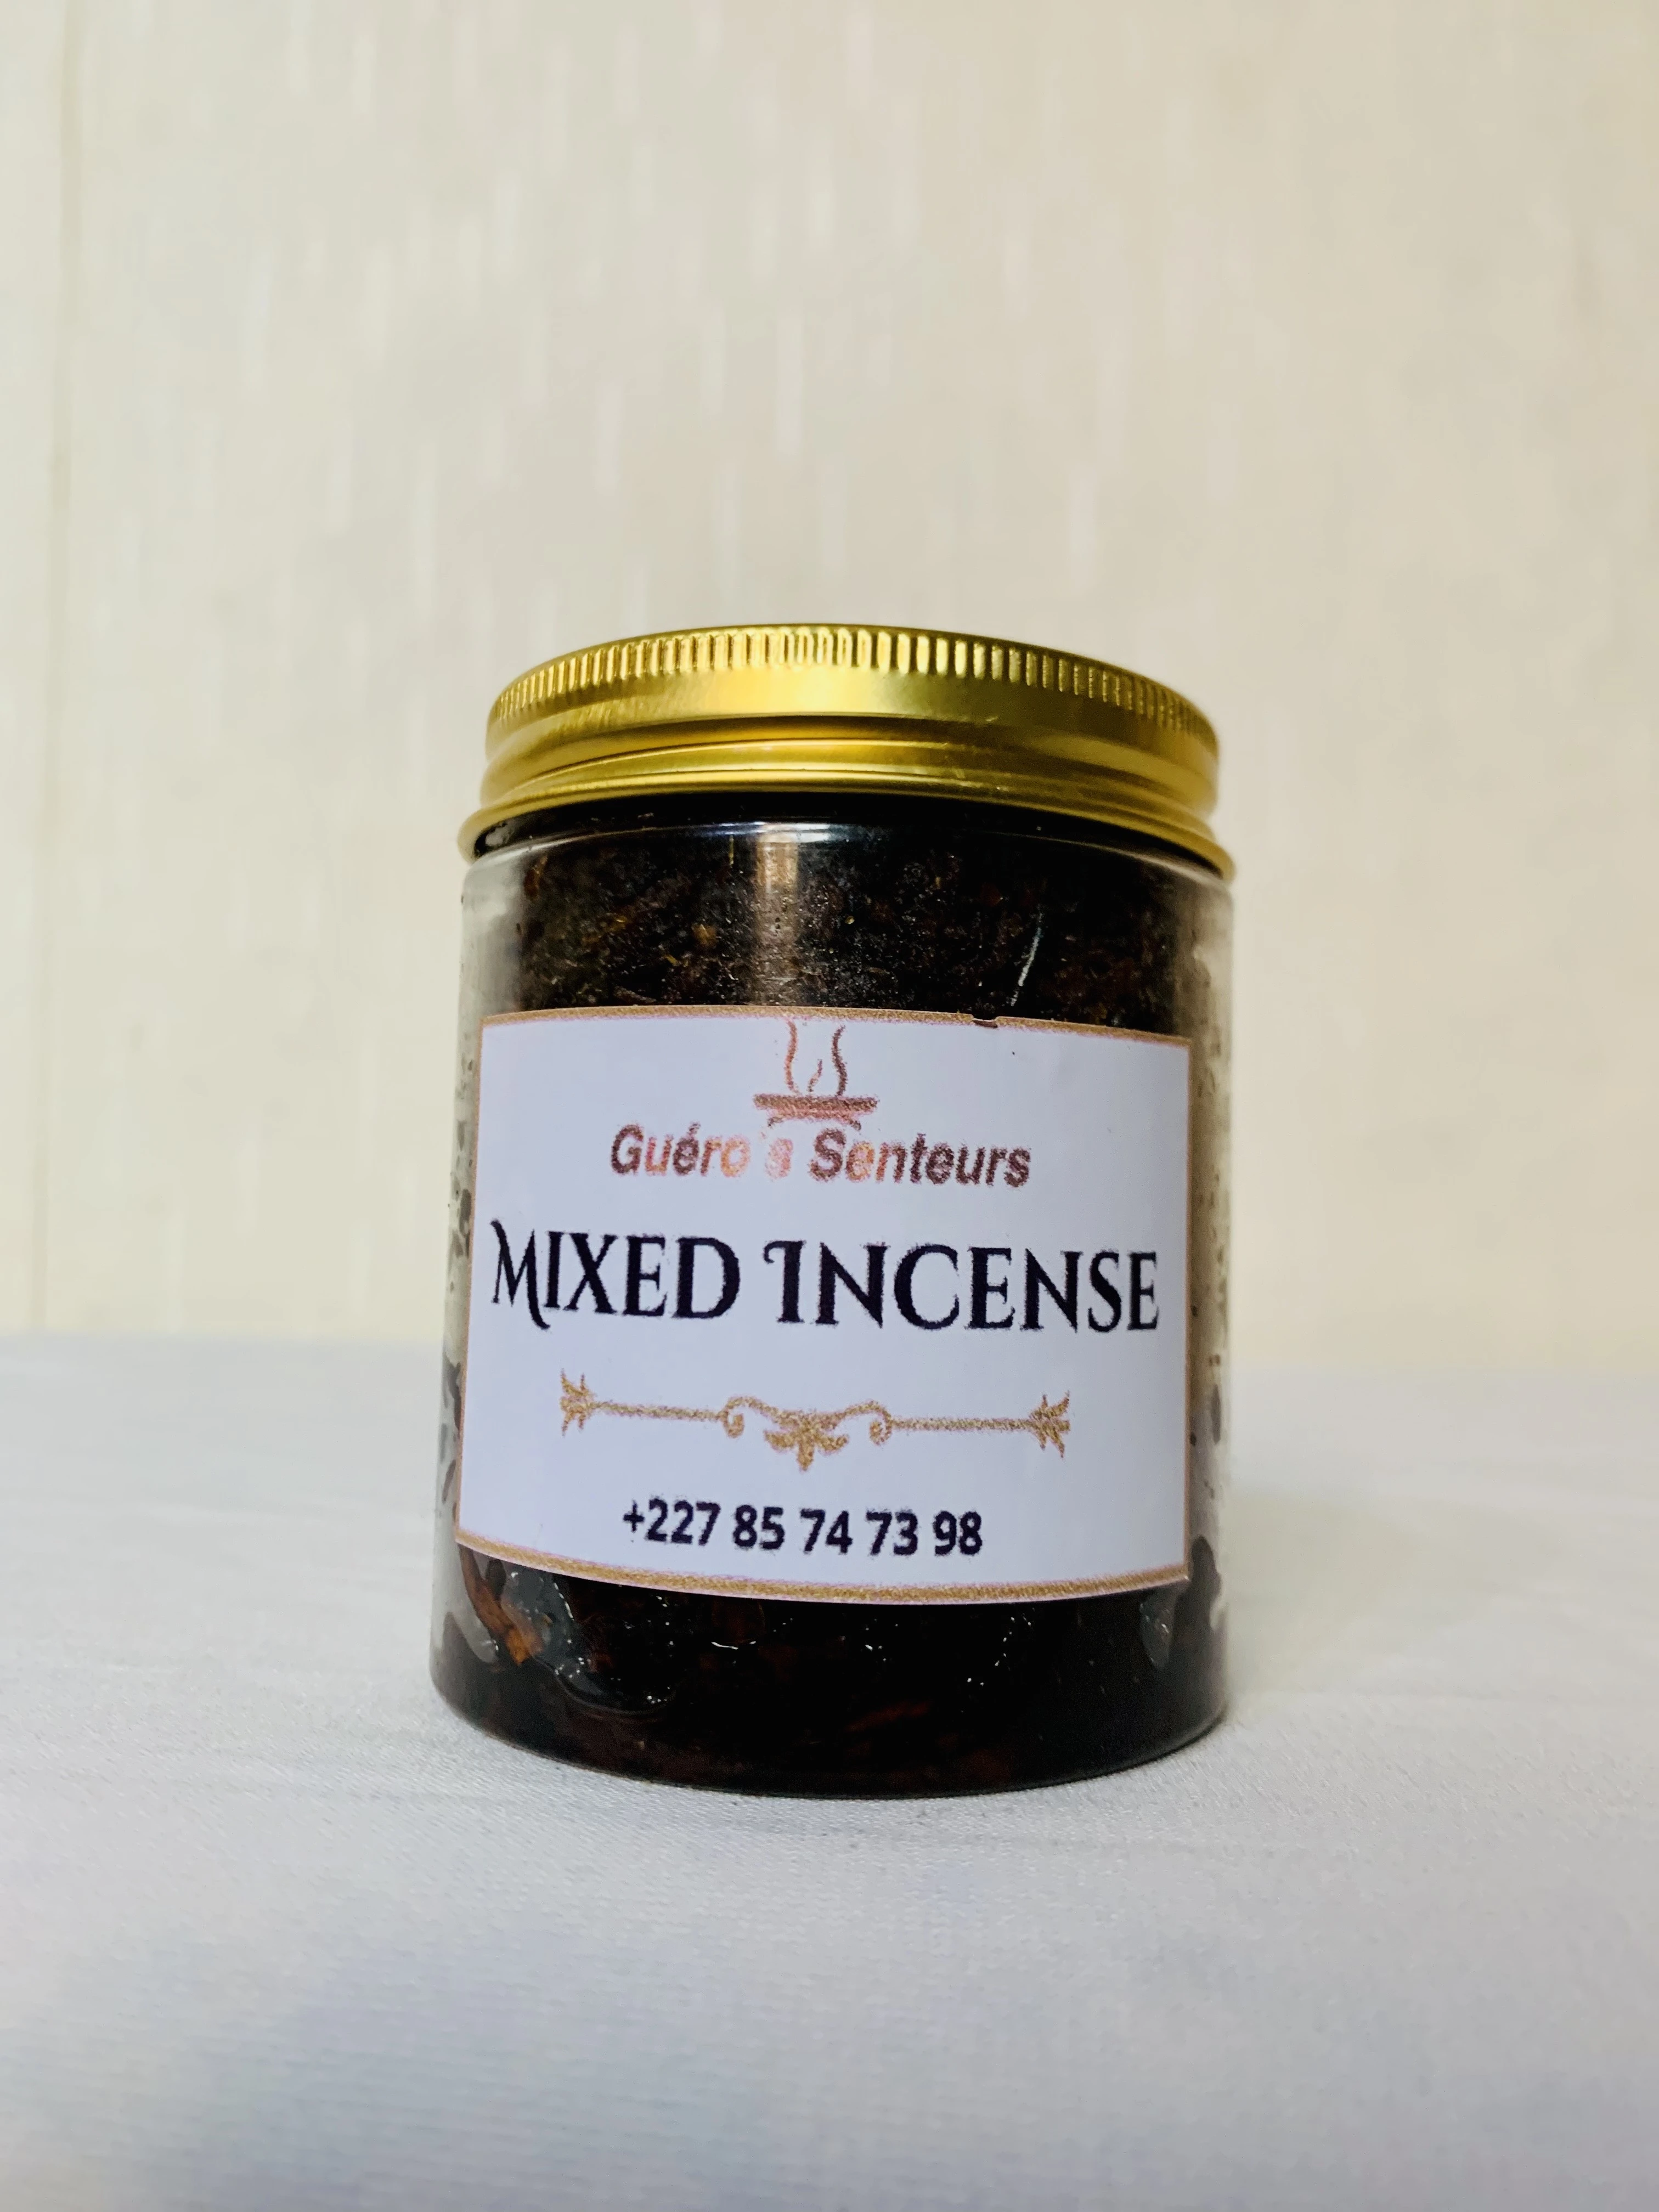 Guéro's Senteurs
MIXED INCENSE
+227 85 74 73 98